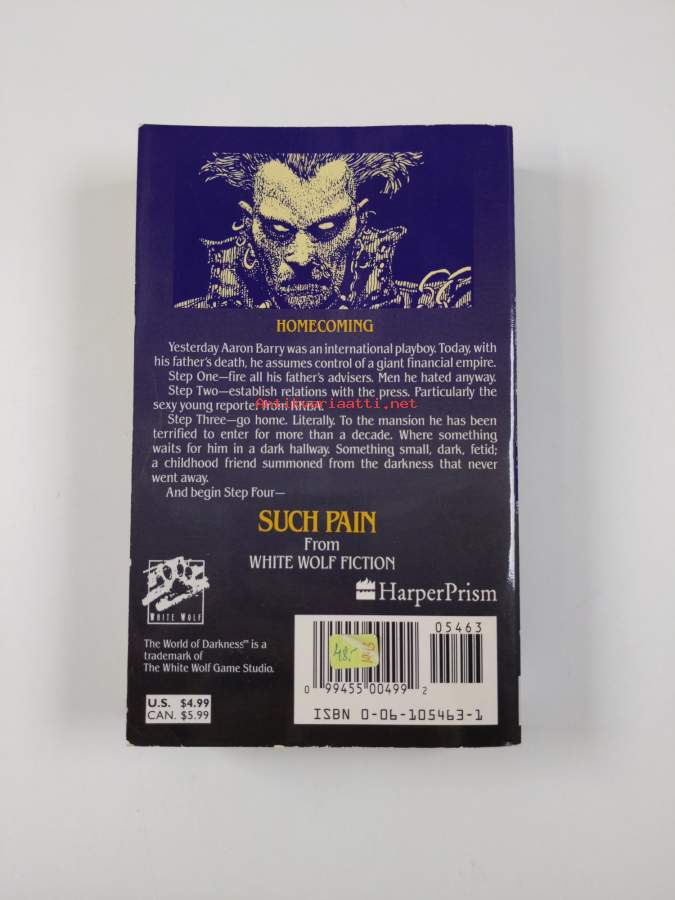 HOMECOMING
Yesterday Aaron Barry was an international playboy. Today, with
his father's death, he assumes control of a giant financial empire.
Step One—fire all his father's advisers. Men he hated anyway.
Step Two—establish relations with the press. Particularly the
sexy young reporter from
antikvariaatti.net
Step Three—go home. Literally. To the mansion he has been
terrified to enter for more than a decade. Where something
waits for him in a dark hallway. Something small, dark, fetid;
a childhood friend summoned from the darkness that never
went away.
And begin Step Four—
SUCH PAIN
From
WHITE WOLF FICTION
WHITE WOLF
HarperPrism
The World of Darkness™ is a
trademark of
The White Wolf Game Studio.
U.S. $4.99
CAN. $5.99
05463
48.-
0 99455 00499 2
ISBN 0-06-105463-1